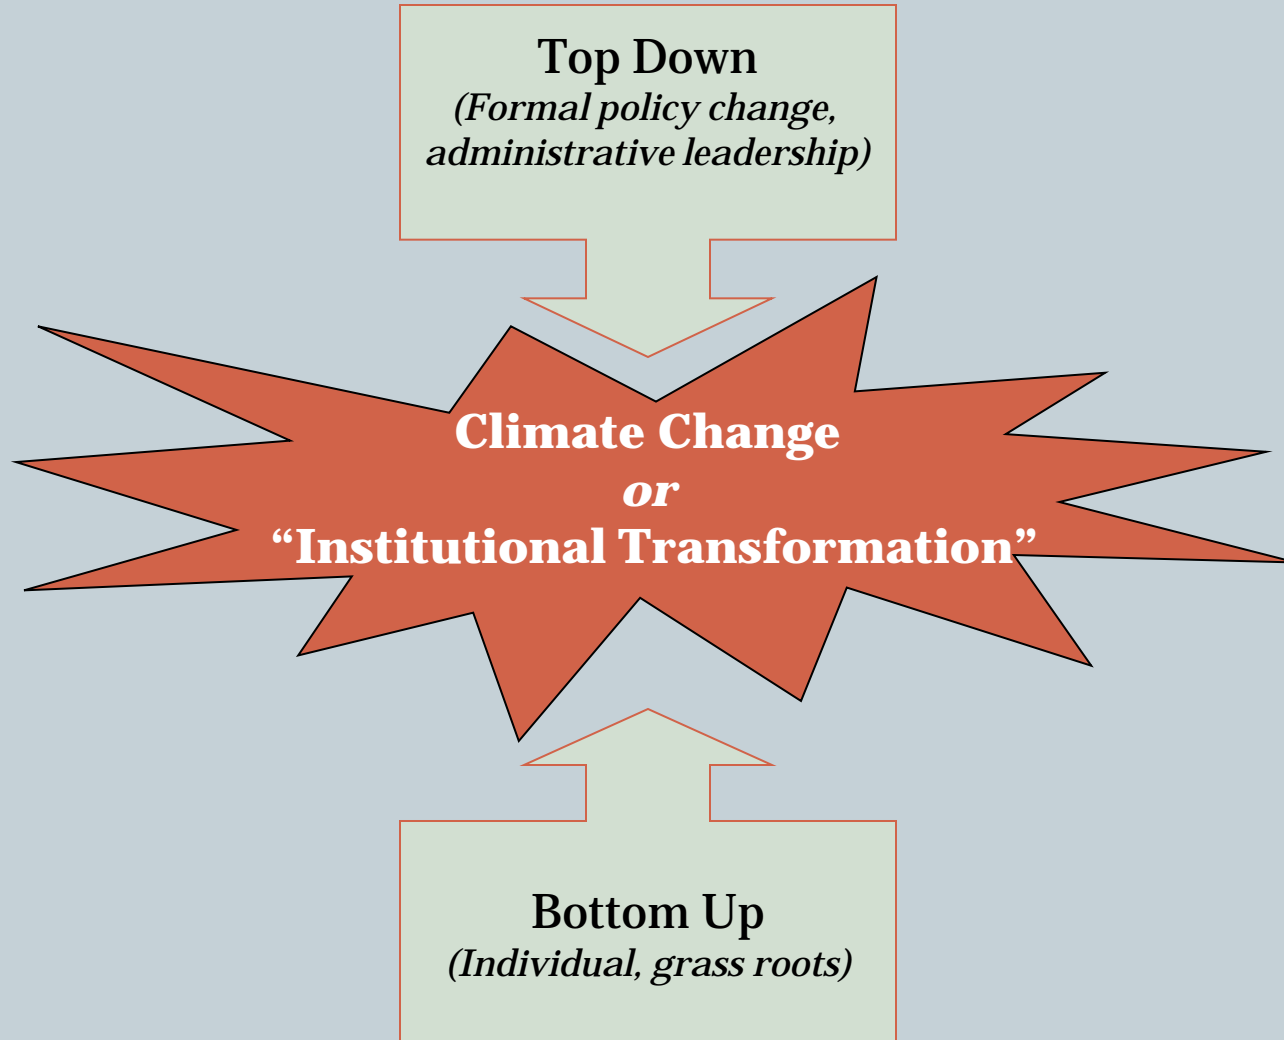 Top Down
(Formal policy change,
administrative leadership)
Climate Change
or
“Institutional Transformation”
Bottom Up
(Individual, grass roots)